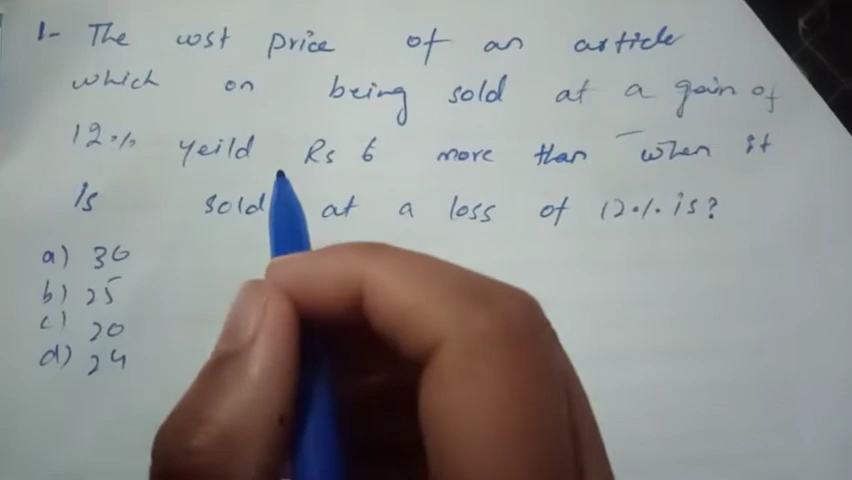 1- The cost price of an article
which on being sold at a gain of
12% yeild Rs 6 more than when it
is sold at a loss of 12% is?
a) 30
b) 25
c) 20
d) 24